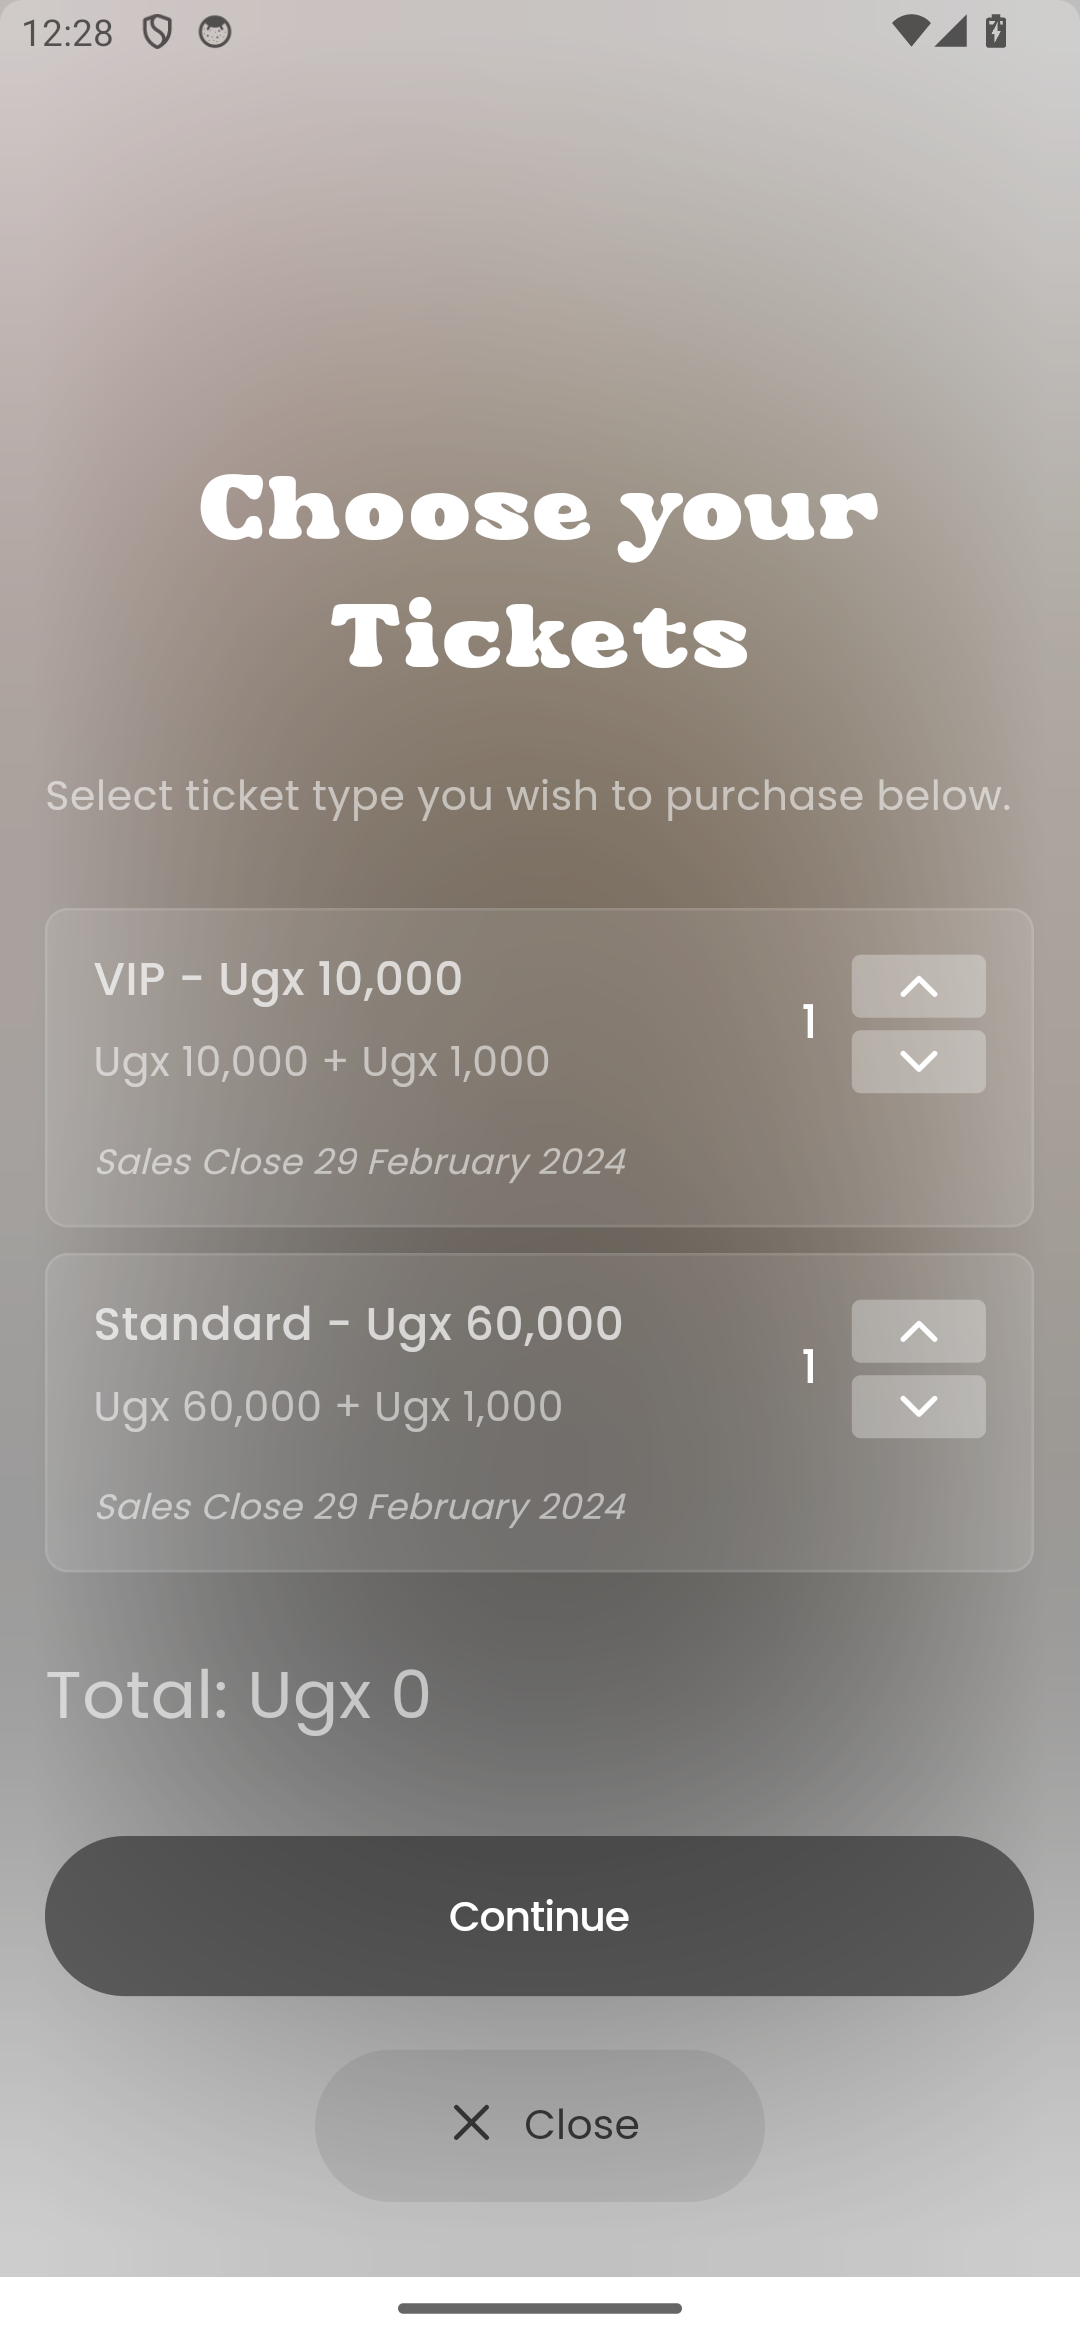 12:28
Choose your
Tickets
Select ticket type you wish to purchase below.
VIP - Ugx 10,000
1
Ugx 10,000 + Ugx 1,000
Sales Close 29 February 2024
Standard - Ugx 60,000
1
Ugx 60,000 + Ugx 1,000
Sales Close 29 February 2024
Total: Ugx 0
Continue
Close